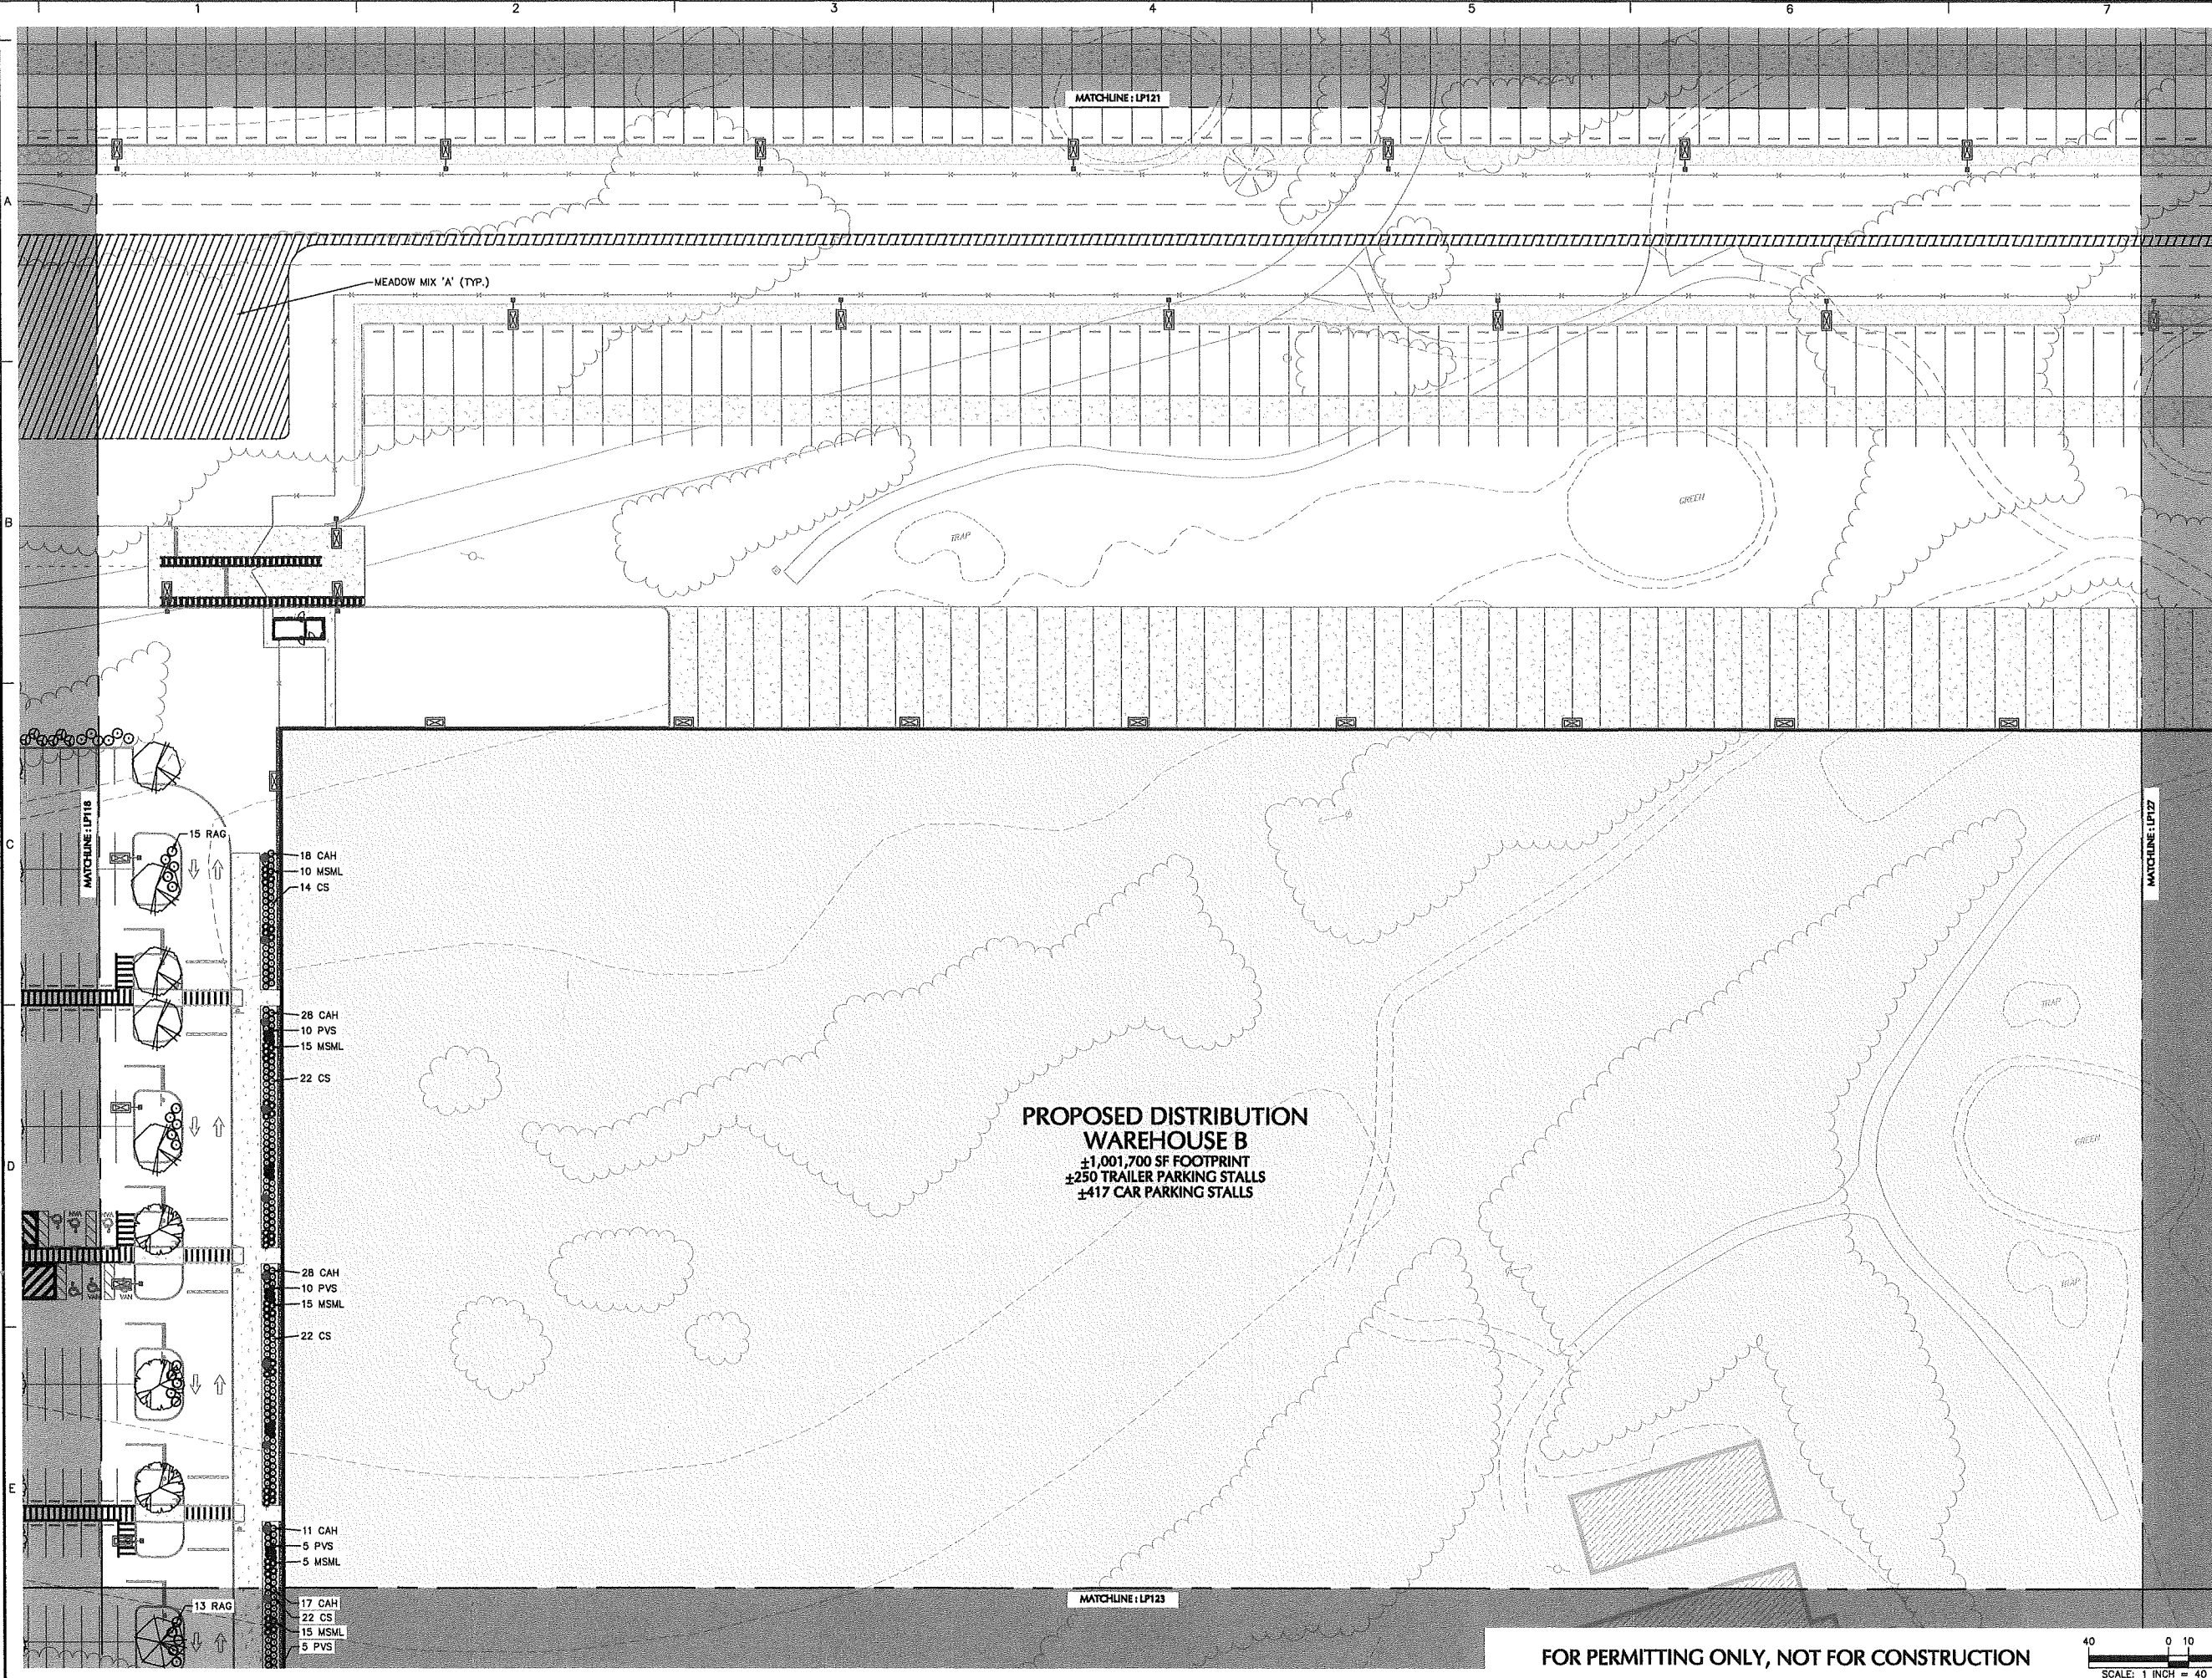 1 2 3 4 5 6 7
MATCHLINE : LP121
A
MEADOW MIX 'A' (TYP.)
B
GREEN
TRAP
C
MATCHLINE : LP118
MATCHLINE : LP127
15 RAG
18 CAH
10 MSML
14 CS
TRAP
28 CAH
10 PVS
15 MSML
22 CS
GREEN
D
PROPOSED DISTRIBUTION
WAREHOUSE B
±1,001,700 SF FOOTPRINT
±250 TRAILER PARKING STALLS
±417 CAR PARKING STALLS
28 CAH
10 PVS
15 MSML
22 CS
TRAP
VAN
VAN
E
11 CAH
5 PVS
5 MSML
MATCHLINE : LP123
13 RAG
17 CAH
22 CS
15 MSML
5 PVS
FOR PERMITTING ONLY, NOT FOR CONSTRUCTION
40 0 10
SCALE: 1 INCH = 40